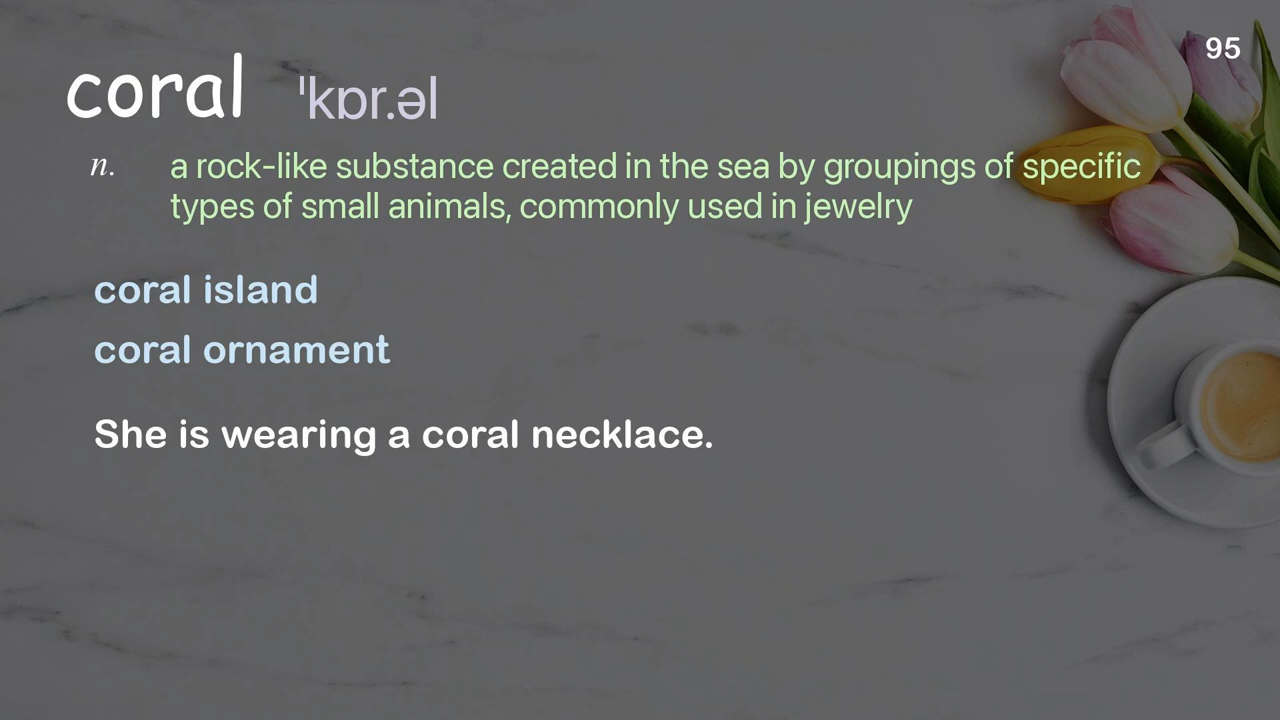 95
coral ˈkɒr.əl
n. a rock-like substance created in the sea by groupings of specific
types of small animals, commonly used in jewelry
coral island
coral ornament
She is wearing a coral necklace.